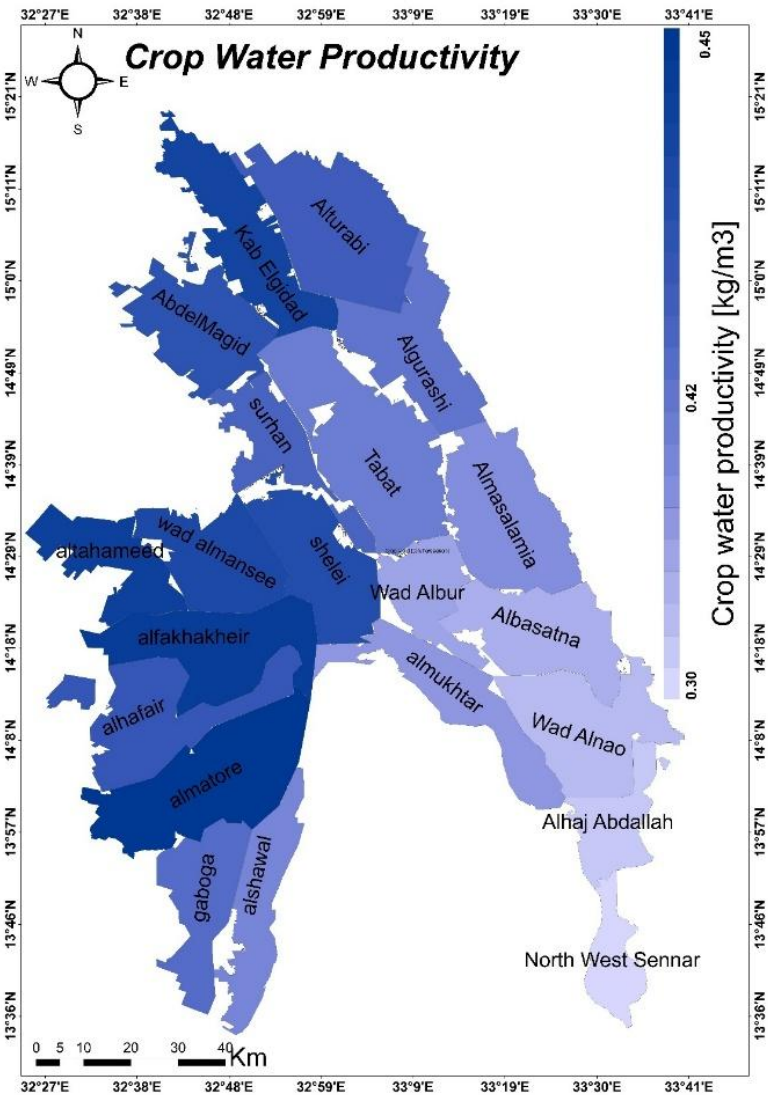 32°27'E 32°38'E 32°48'E 32°59'E 33°9'E 33°19'E 33°30'E 33°41'E
N
W E
S
Crop Water Productivity
0.45
0.42
0.30
Crop water productivity [kg/m3]
15°21'N
15°11'N
15°0'N
14°49'N
14°39'N
14°29'N
14°18'N
14°8'N
13°57'N
13°46'N
13°36'N
Alturabi
Kab Elgidad
AbdelMagid
Algurashi
surhan
Tabat
Almasalamia
altahameed
wad almansee
shelei
Wad Albur
Albasatna
alfakhakheir
almukhtar
alhafair
Wad Alnao
almatore
Alhaj Abdallah
gaboga
alshawal
North West Sennar
15°21'N
15°11'N
15°0'N
14°49'N
14°39'N
14°29'N
14°18'N
14°8'N
13°57'N
13°46'N
13°36'N
0 5 10 20 30 40 Km
32°27'E 32°38'E 32°48'E 32°59'E 33°9'E 33°19'E 33°30'E 33°41'E